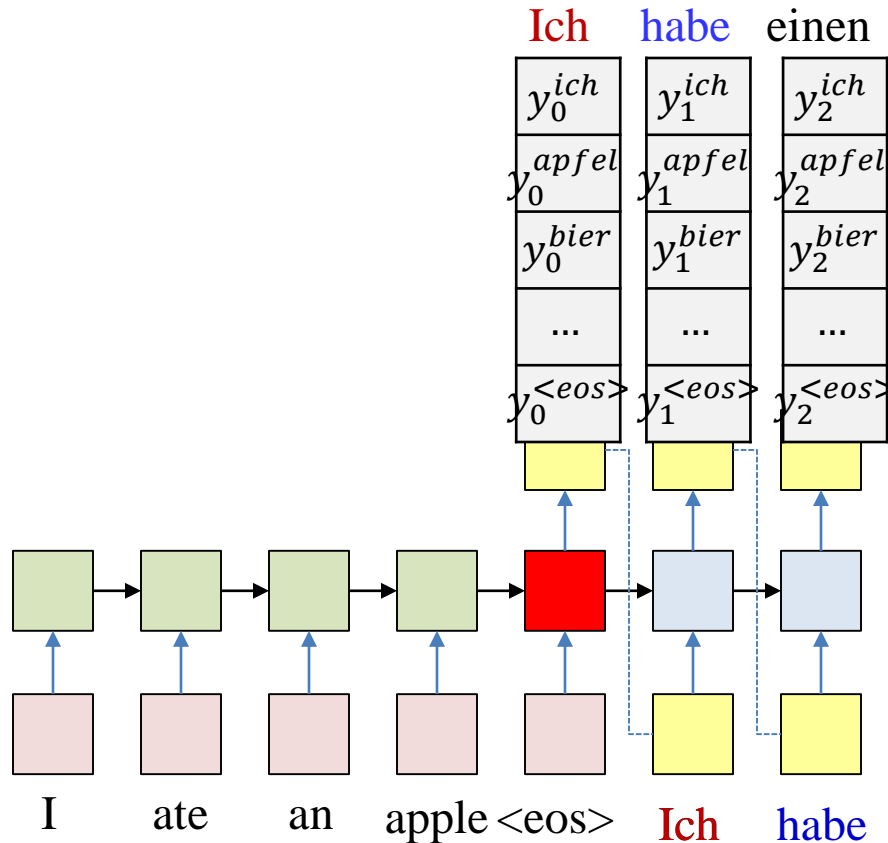 Ich habe einen
y_0^{ich} y_1^{ich} y_2^{ich}
y_0^{apfel} y_1^{apfel} y_2^{apfel}
y_0^{bier} y_1^{bier} y_2^{bier}
... ... ...
y_0^{<eos>} y_1^{<eos>} y_2^{<eos>}
I ate an apple <eos> Ich habe